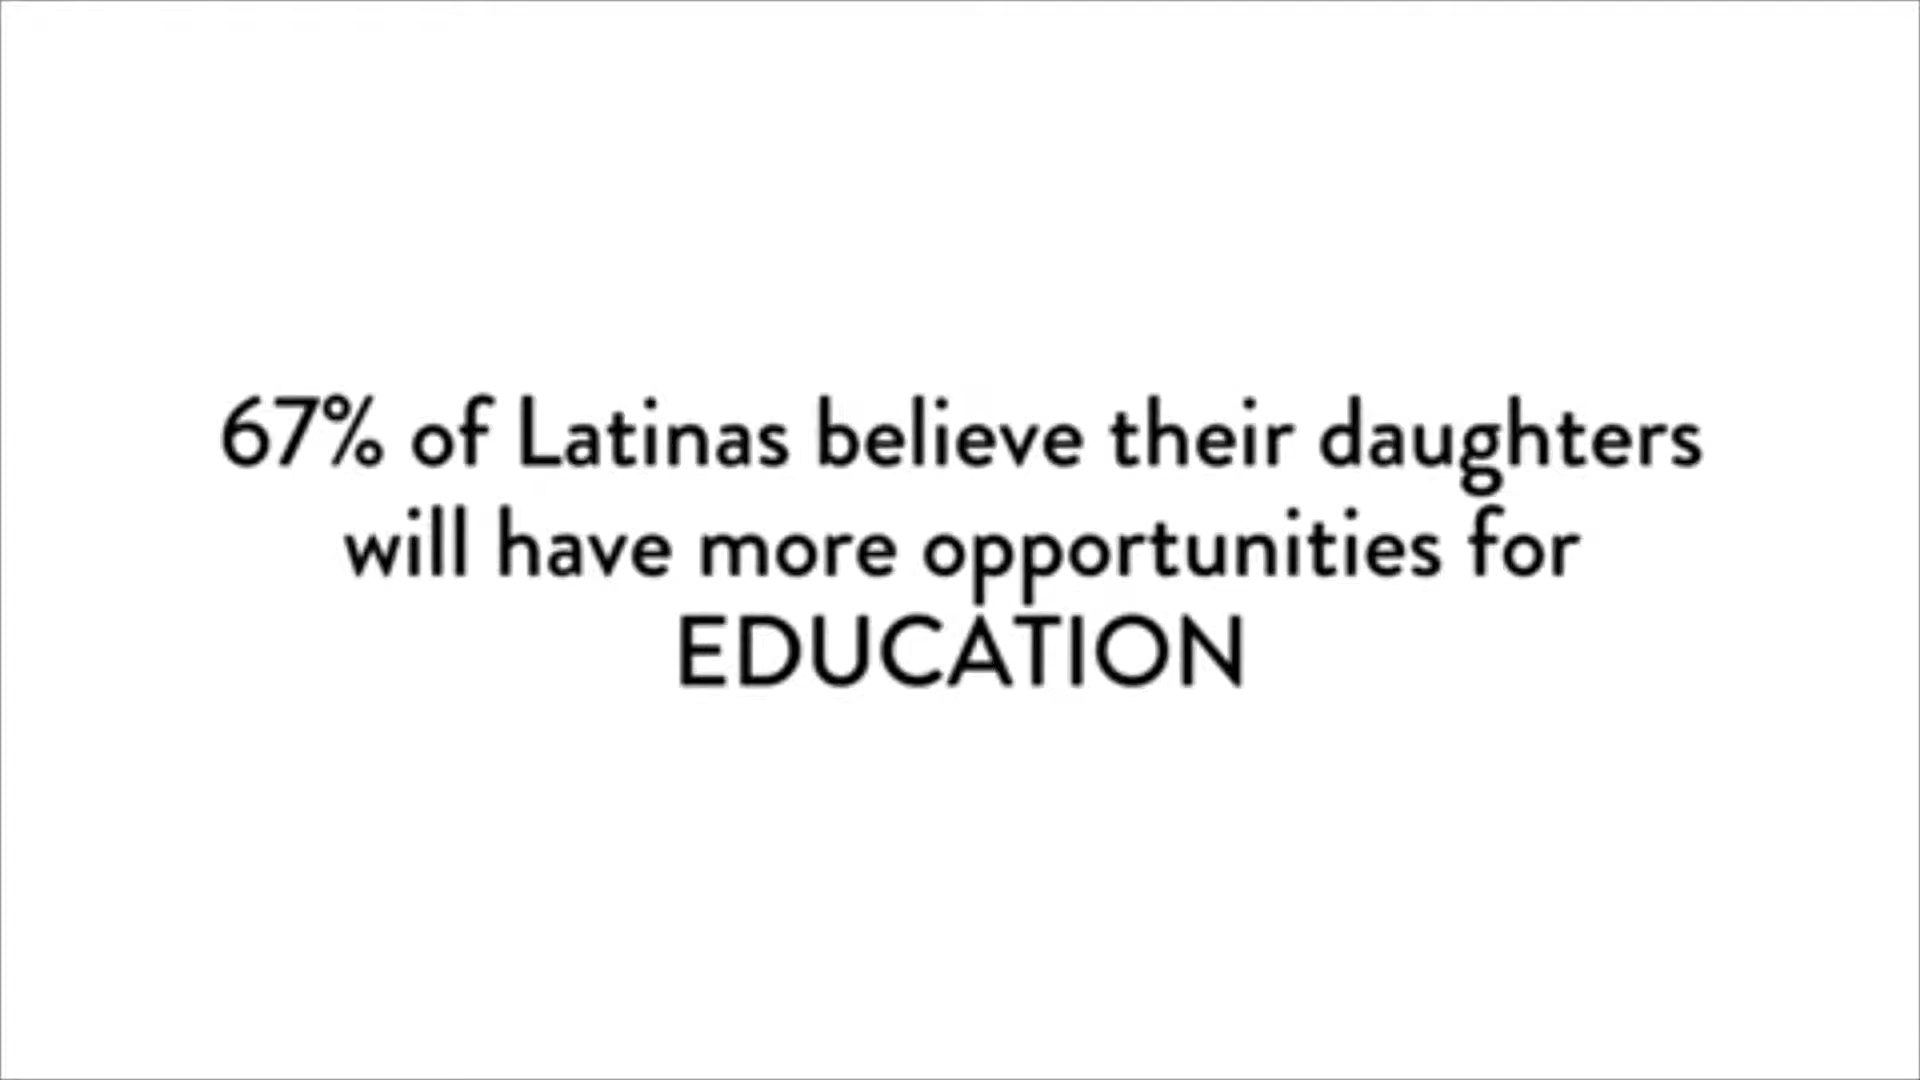 67% of Latinas believe their daughters
will have more opportunities for
EDUCATION